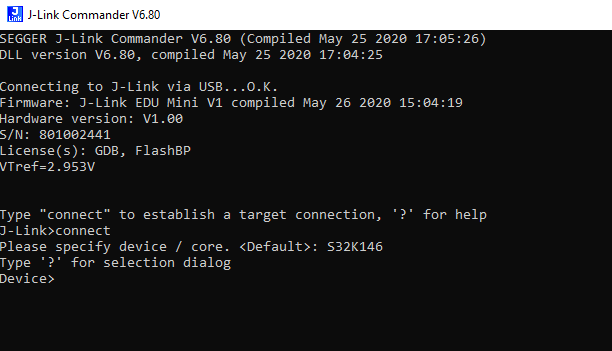 J-Link Commander V6.80
SEGGER J-Link Commander V6.80 (Compiled May 25 2020 17:05:26)
DLL version V6.80, compiled May 25 2020 17:04:25
Connecting to J-Link via USB...O.K.
Firmware: J-Link EDU Mini V1 compiled May 26 2020 15:04:19
Hardware version: V1.00
S/N: 801002441
License(s): GDB, FlashBP
VTref=2.953V
Type "connect" to establish a target connection, '?' for help
J-Link>connect
Please specify device / core. <Default>: S32K146
Type '?' for selection dialog
Device>